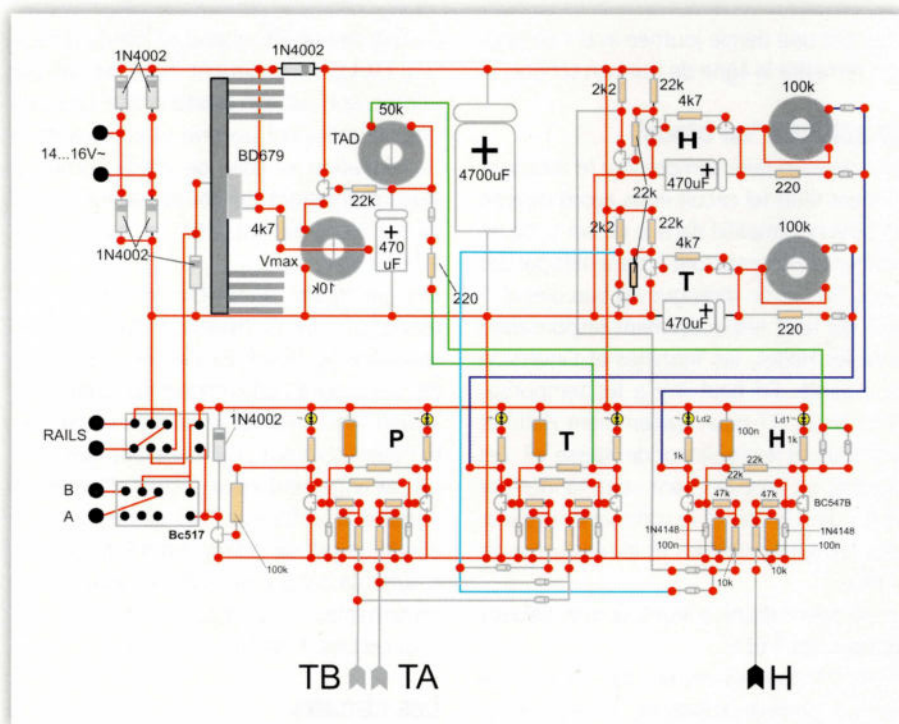 1N4002
1N4002
14...16V~
BD679
TAD
50k
22k
4k7
Vmax
10k
470
uF
220
4700uF
1N4002
2k2
22k
4k7
H
100k
470uF
220
22k
2k2
22k
4k7
T
100k
470uF
220
RAILS
1N4002
B
A
Bc517
100k
P
T
H
Ld2
100n
Ld1
1k
1k
22k
22k
47k
47k
BC547B
1N4148
100n
1N4148
100n
10k
10k
TB
TA
H